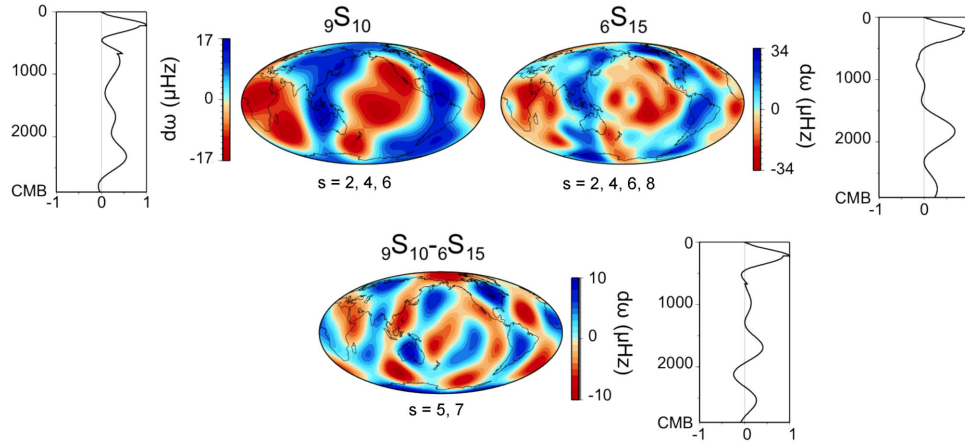 ₉S₁₀
₆S₁₅
0
1000
2000
CMB
-1 0 1
17
0
-17
dω (μHz)
s = 2, 4, 6
s = 2, 4, 6, 8
34
0
-34
dω (μHz)
0
1000
2000
CMB
-1 0 1
₉S₁₀-₆S₁₅
10
0
-10
dω (μHz)
s = 5, 7
0
1000
2000
CMB
-1 0 1